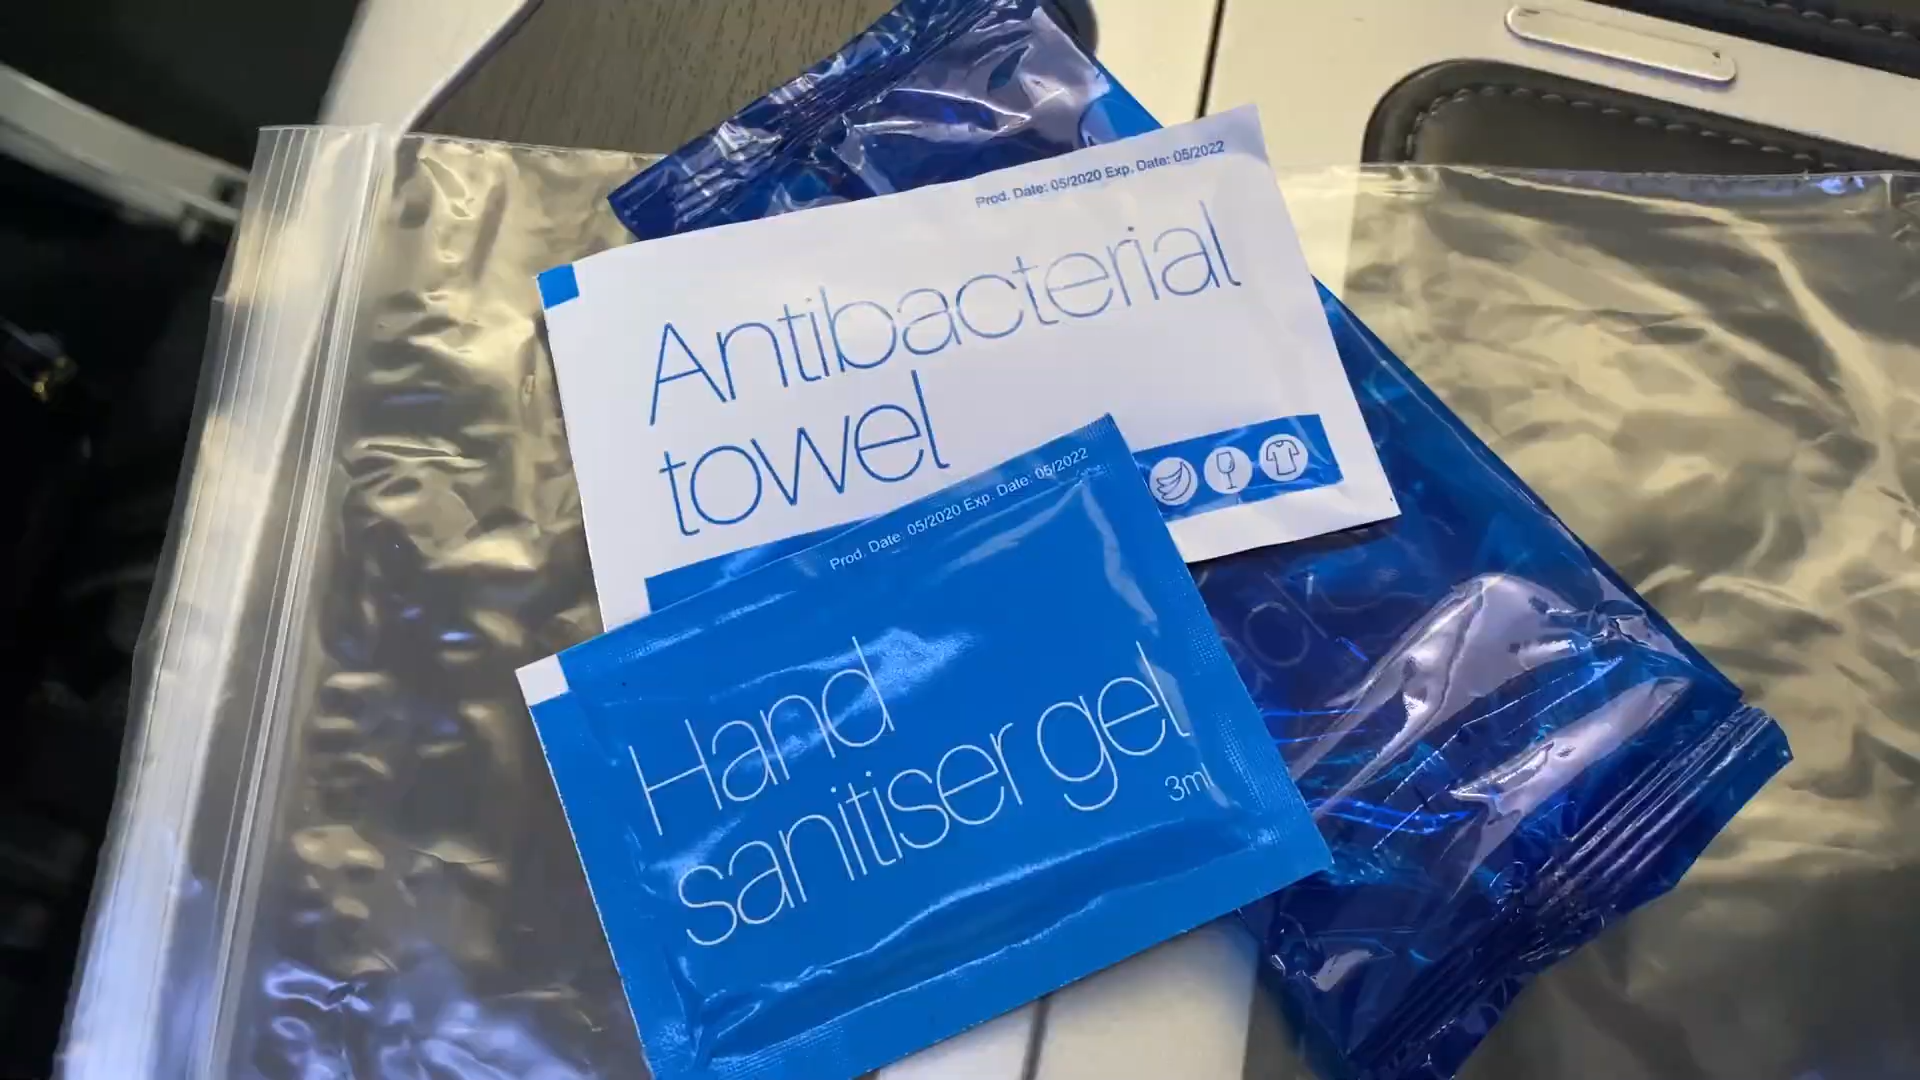 Prod. Date: 05/2020 Exp. Date: 05/2022
Antibacterial
towel
Prod. Date: 05/2020 Exp. Date: 05/2022
Hand
sanitiser gel
3ml